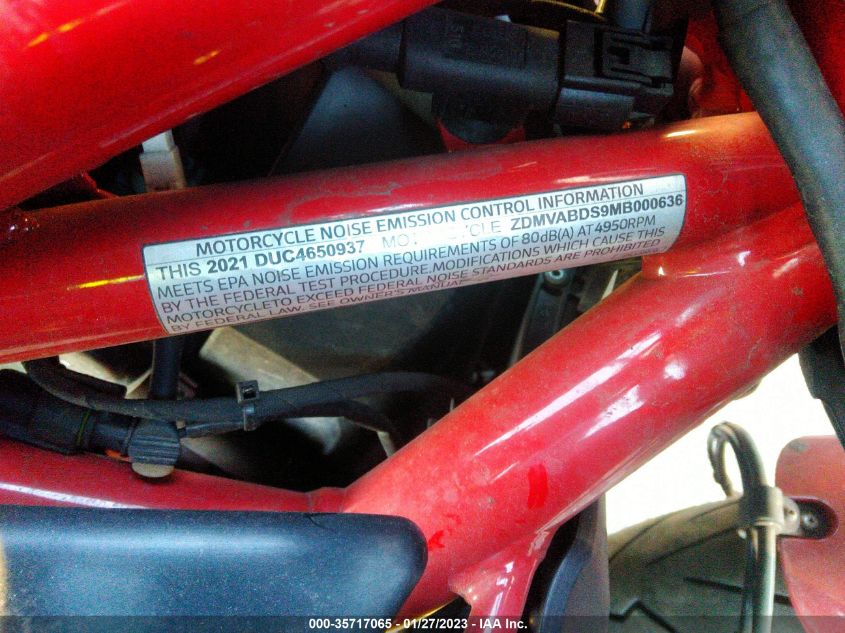 MOTORCYCLE NOISE EMISSION CONTROL INFORMATION
THIS 2021 DUC4650937 MOTORCYCLE ZDMVABDS9MB000636
MEETS EPA NOISE EMISSION REQUIREMENTS OF 80dB(A) AT4950RPM
BY THE FEDERAL TEST PROCEDURE.MODIFICATIONS WHICH CAUSE THIS
MOTORCYCLETO EXCEED FEDERAL NOISE STANDARDS ARE PROHIBITED
BY FEDERAL LAW. SEE OWNER'S MANUAL
000-35717065 - 01/27/2023 - IAA Inc.